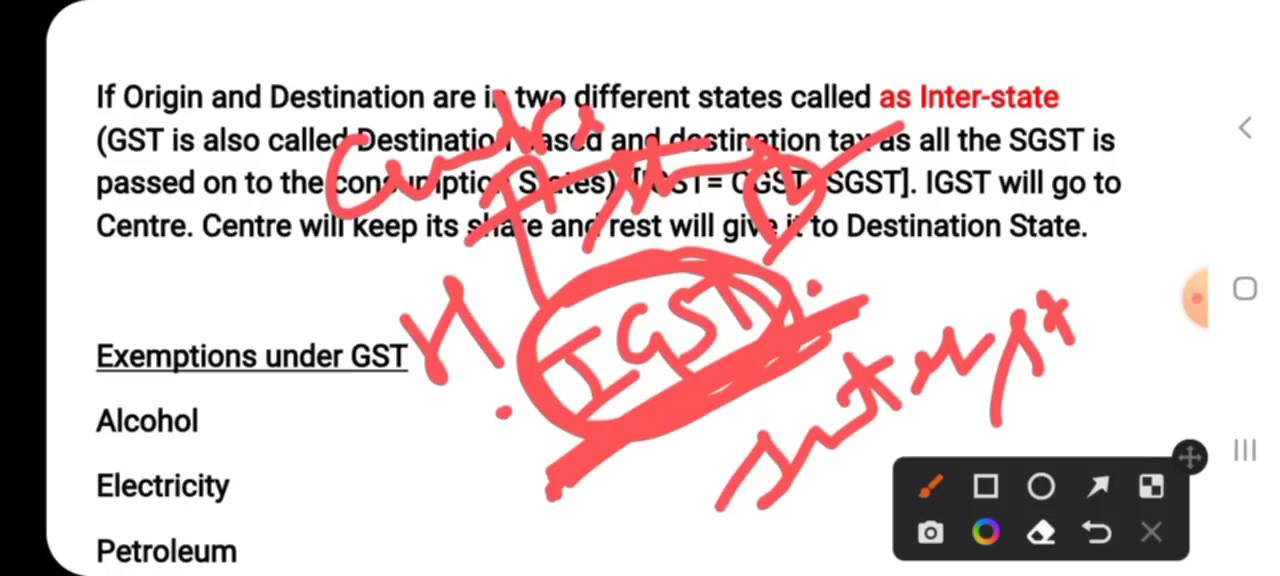 If Origin and Destination are in two different states called as Inter-state
(GST is also called Destination based and destination tax as all the SGST is
passed on to the consumption States) [IGST= CGST+SGST]. IGST will go to
Centre. Centre will keep its share and rest will give it to Destination State.
IGST
Exemptions under GST
Alcohol
Electricity
Petroleum